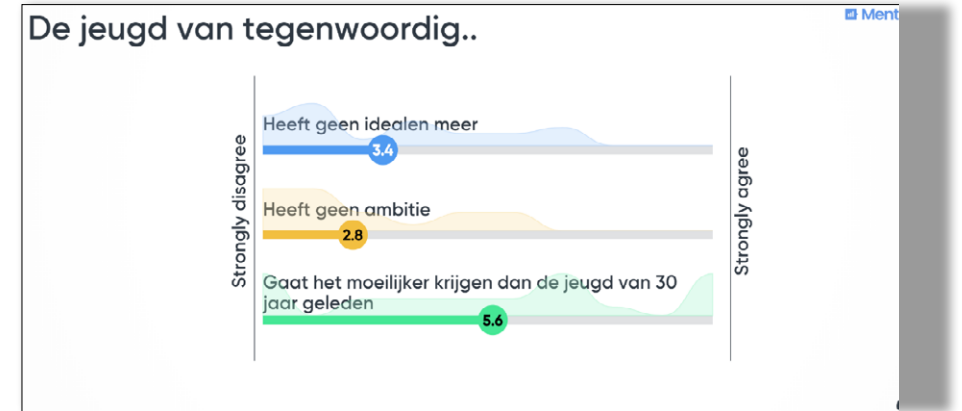 De jeugd van tegenwoordig..
Ment
Strongly disagree
Heeft geen idealen meer
3.4
Heeft geen ambitie
2.8
Gaat het moeilijker krijgen dan de jeugd van 30
jaar geleden
5.6
Strongly agree